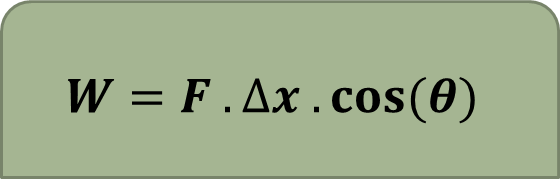 W = F . Δx . cos(θ)